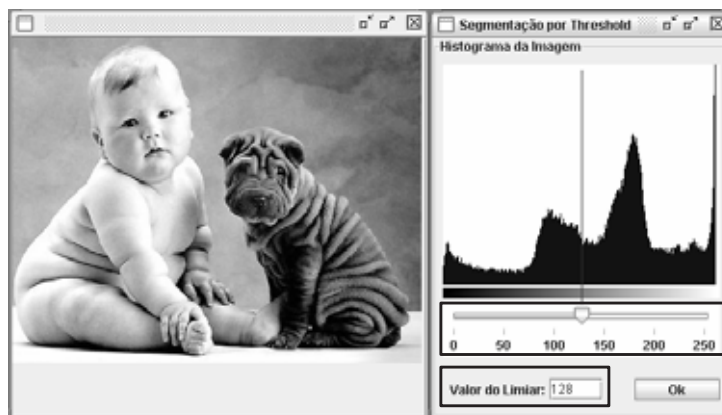 Segmentação por Threshold
Histograma da Imagem
0 50 100 150 200 250
Valor do Limiar: 128
Ok